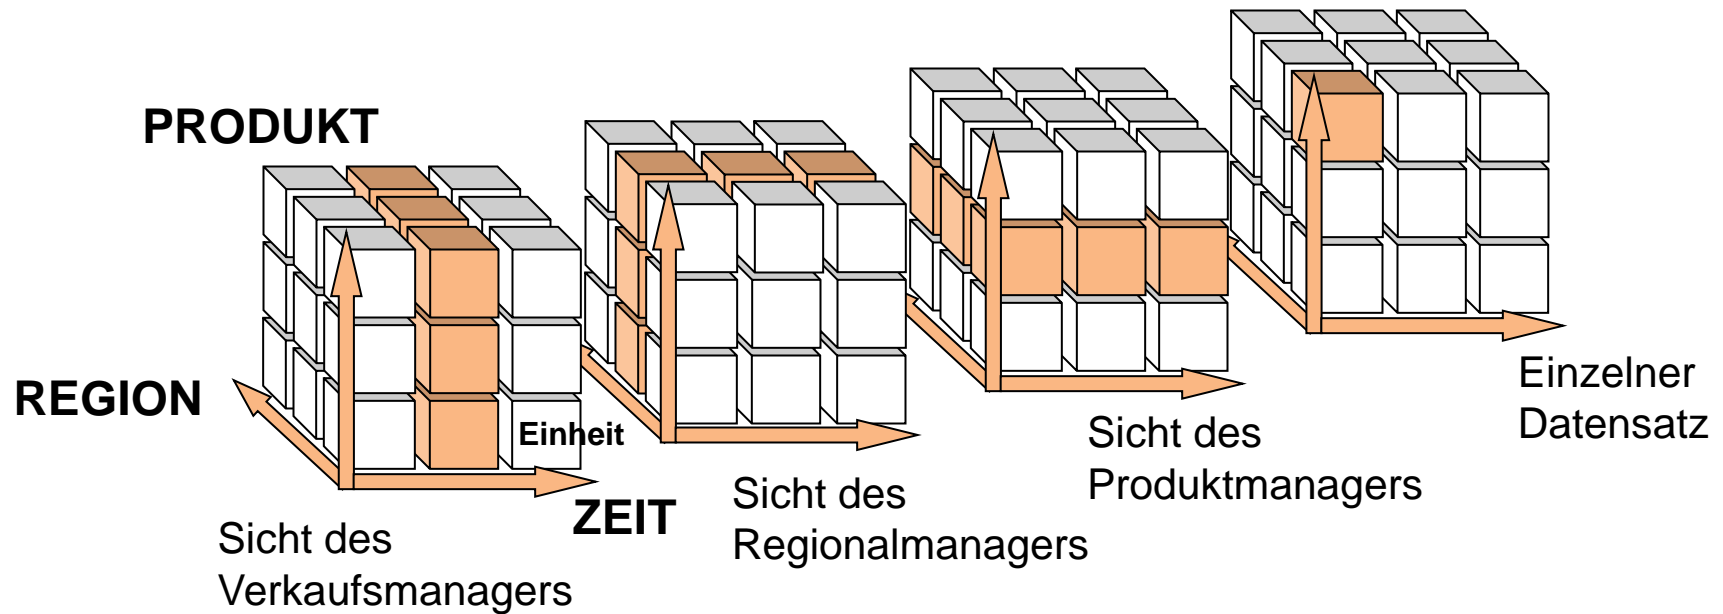 PRODUKT
REGION
Einheit
ZEIT
Sicht des
Verkaufsmanagers
Sicht des
Regionalmanagers
Sicht des
Produktmanagers
Einzelner
Datensatz